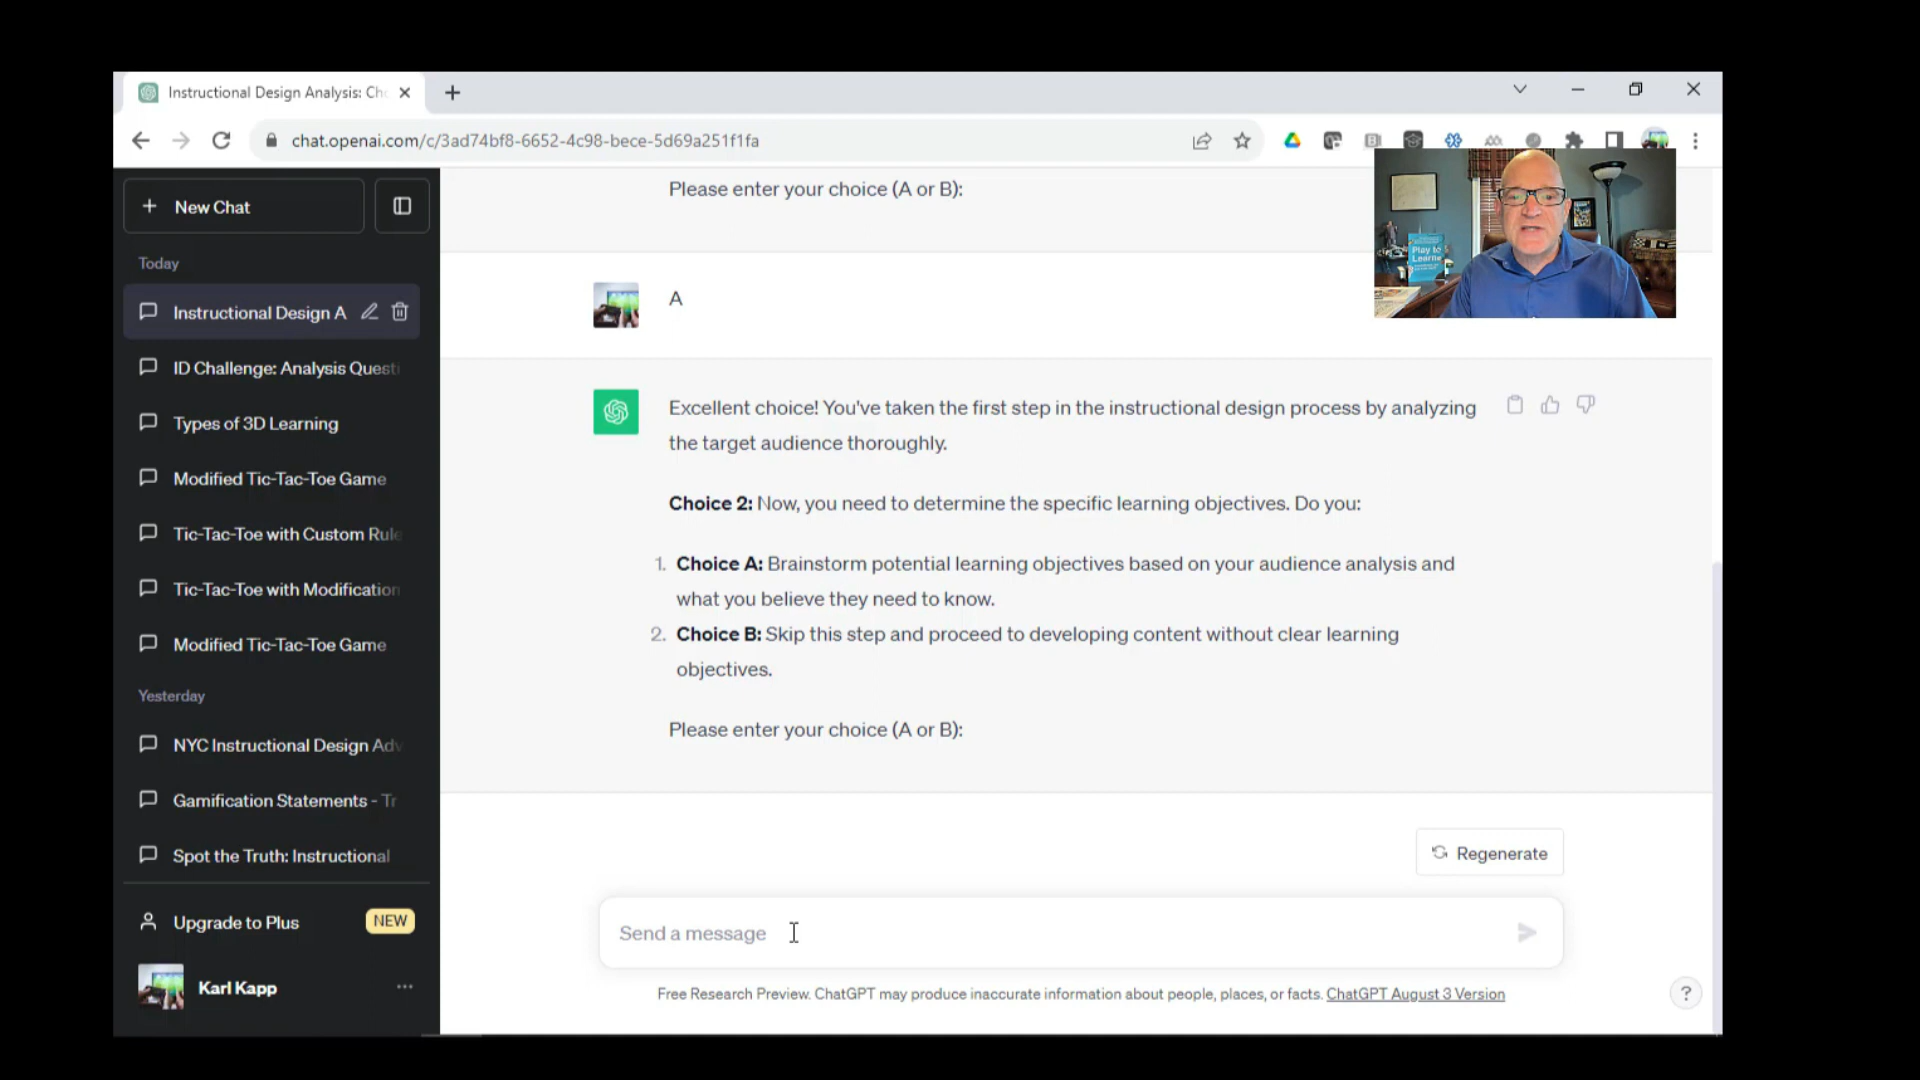 Instructional Design Analysis: Cho
chat.openai.com/c/3ad74bf8-6652-4c98-bece-5d69a251f1fa
New Chat
Today
Instructional Design A
ID Challenge: Analysis Questi
Types of 3D Learning
Modified Tic-Tac-Toe Game
Tic-Tac-Toe with Custom Rule
Tic-Tac-Toe with Modification
Modified Tic-Tac-Toe Game
Yesterday
NYC Instructional Design Adv
Gamification Statements - Tr
Spot the Truth: Instructional
Upgrade to Plus NEW
Karl Kapp
Please enter your choice (A or B):
Play to
Learn
A
Excellent choice! You've taken the first step in the instructional design process by analyzing
the target audience thoroughly.
Choice 2: Now, you need to determine the specific learning objectives. Do you:
1. Choice A: Brainstorm potential learning objectives based on your audience analysis and
what you believe they need to know.
2. Choice B: Skip this step and proceed to developing content without clear learning
objectives.
Please enter your choice (A or B):
Regenerate
Send a message
Free Research Preview. ChatGPT may produce inaccurate information about people, places, or facts. ChatGPT August 3 Version
?